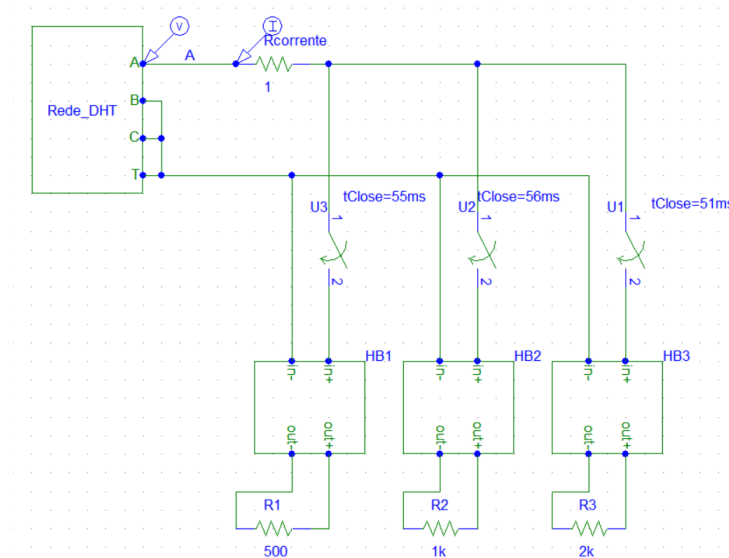 V
I
Rcorrente
A
A
1
B
Rede_DHT
C
T
tClose=55ms
tClose=56ms
tClose=51ms
U3
1
U2
1
U1
1
2
2
2
HB1
HB2
HB3
in-
in+
in-
in+
in-
in+
out-
out+
out-
out+
out-
out+
R1
R2
R3
500
1k
2k